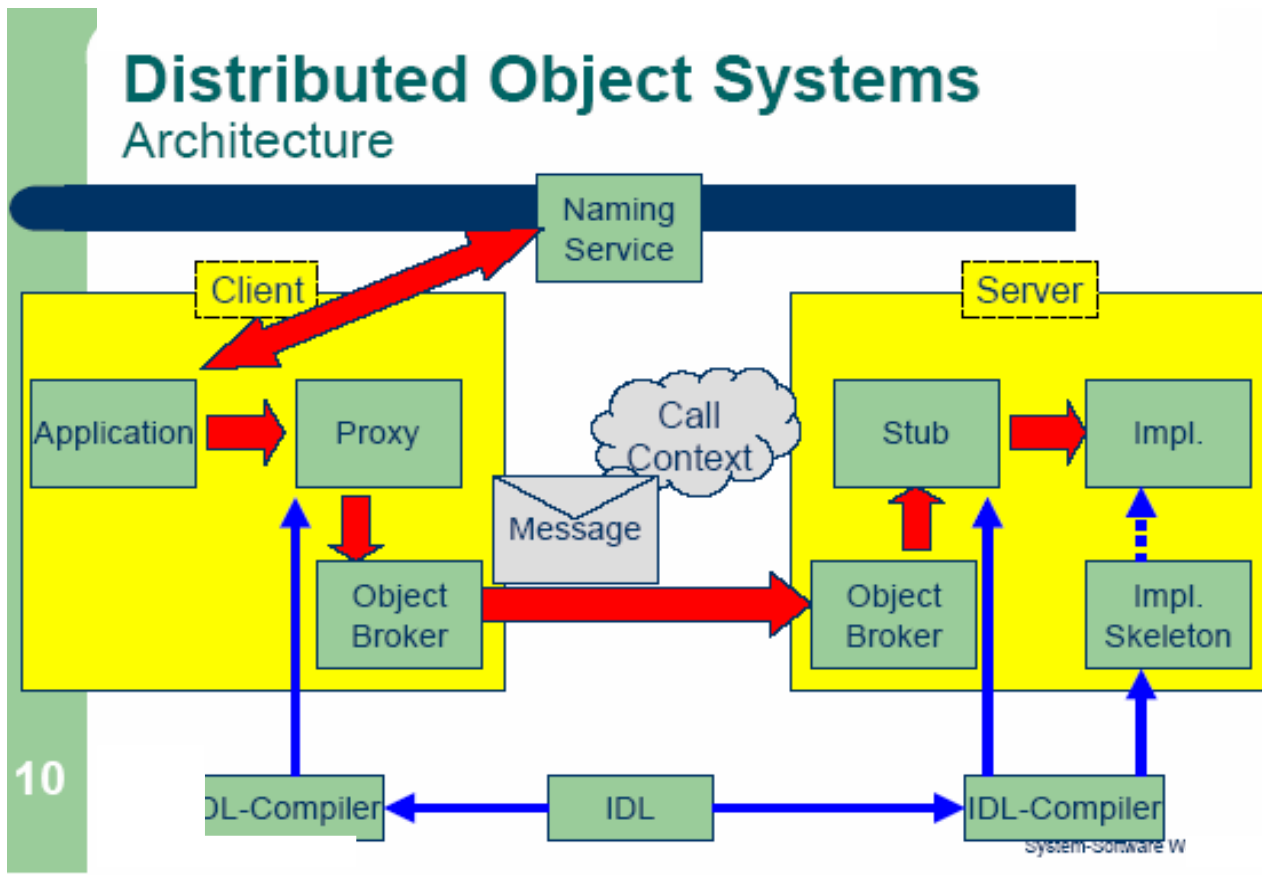 Distributed Object Systems
Architecture
Naming
Service
Client
Server
Application
Proxy
Call
Context
Stub
Impl.
Message
Object
Broker
Object
Broker
Impl.
Skeleton
10
DL-Compiler
IDL
IDL-Compiler
System-Software W